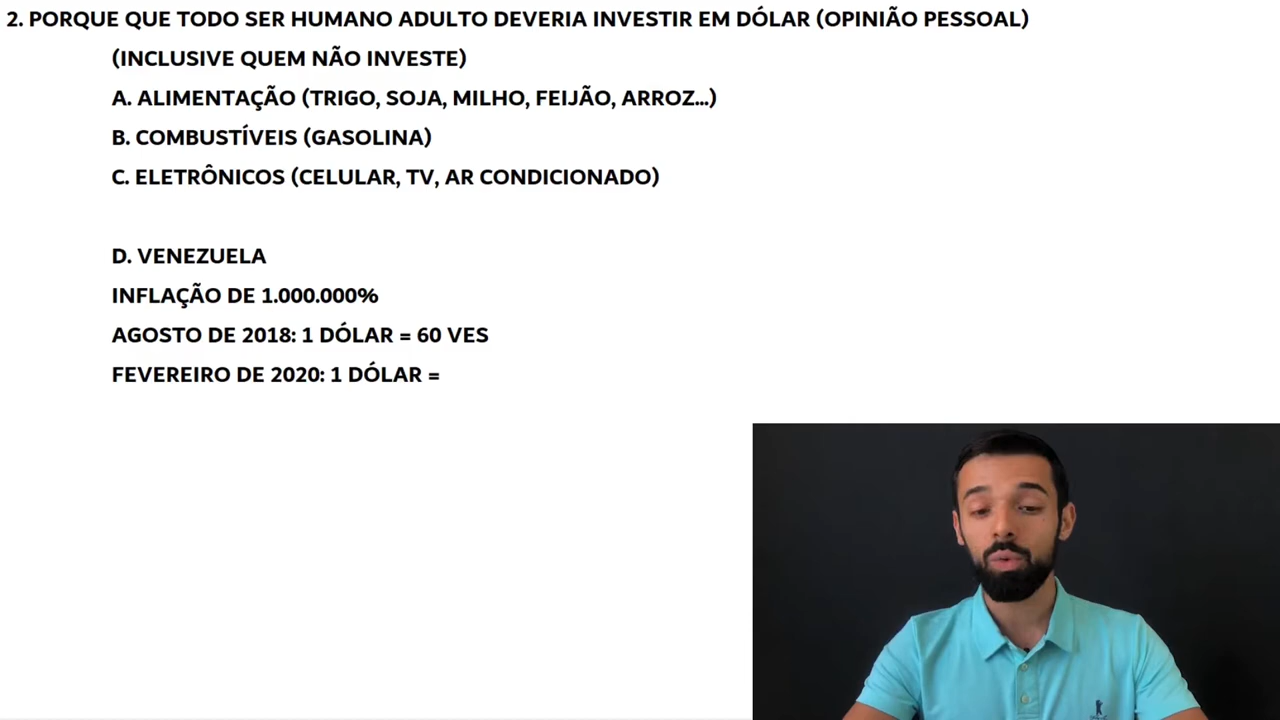 2. PORQUE QUE TODO SER HUMANO ADULTO DEVERIA INVESTIR EM DÓLAR (OPINIÃO PESSOAL)
(INCLUSIVE QUEM NÃO INVESTE)
A. ALIMENTAÇÃO (TRIGO, SOJA, MILHO, FEIJÃO, ARROZ...)
B. COMBUSTÍVEIS (GASOLINA)
C. ELETRÔNICOS (CELULAR, TV, AR CONDICIONADO)
D. VENEZUELA
INFLAÇÃO DE 1.000.000%
AGOSTO DE 2018: 1 DÓLAR = 60 VES
FEVEREIRO DE 2020: 1 DÓLAR =